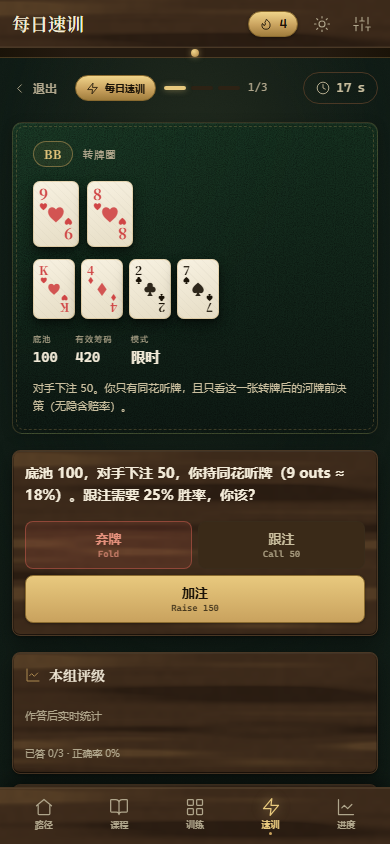 每日速训
4
退出
每日速训
1/3
17 s
BB
转牌圈
9
9
8
8
K
K
4
4
2
2
7
7
底池
有效筹码
模式
100
420
限时
对手下注 50。你只有同花听牌，且只看这一张转牌后的河牌前决
策（无隐含赔率）。
底池 100，对手下注 50，你持同花听牌（9 outs ≈
18%）。跟注需要 25% 胜率，你该？
弃牌
Fold
跟注
Call 50
加注
Raise 150
本组评级
作答后实时统计
已答 0/3 · 正确率 0%
路径
课程
训练
速训
进度